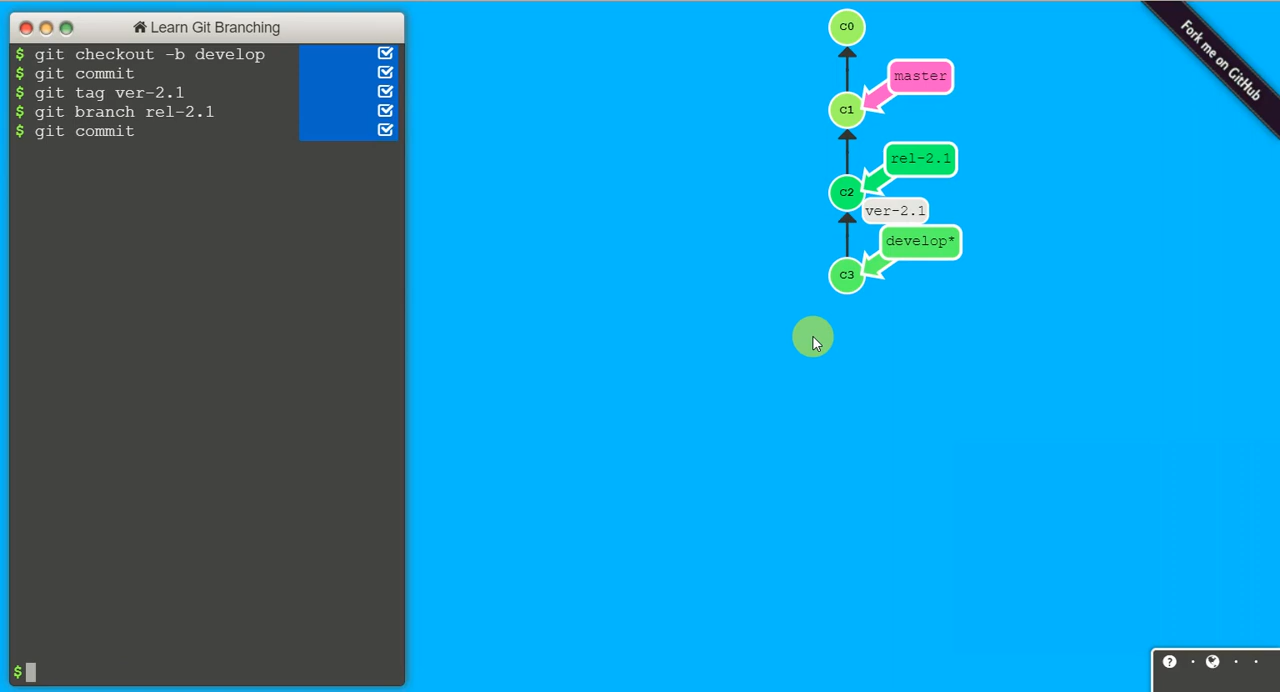 Learn Git Branching
$ git checkout -b develop
$ git commit
$ git tag ver-2.1
$ git branch rel-2.1
$ git commit
$
C0
master
C1
rel-2.1
C2
ver-2.1
develop*
C3
Fork me on GitHub
?